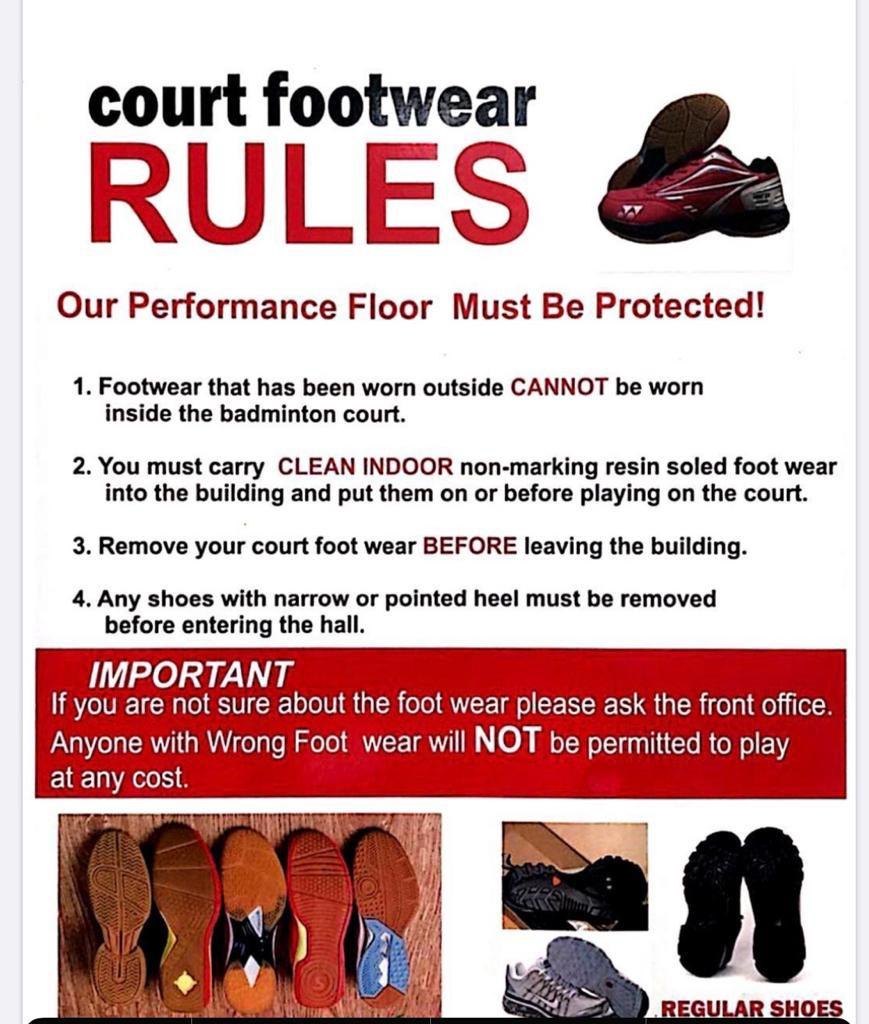 court footwear
RULES
Our Performance Floor Must Be Protected!
1. Footwear that has been worn outside CANNOT be worn
inside the badminton court.
2. You must carry CLEAN INDOOR non-marking resin soled foot wear
into the building and put them on or before playing on the court.
3. Remove your court foot wear BEFORE leaving the building.
4. Any shoes with narrow or pointed heel must be removed
before entering the hall.
IMPORTANT
If you are not sure about the foot wear please ask the front office.
Anyone with Wrong Foot wear will NOT be permitted to play
at any cost.
REGULAR SHOES